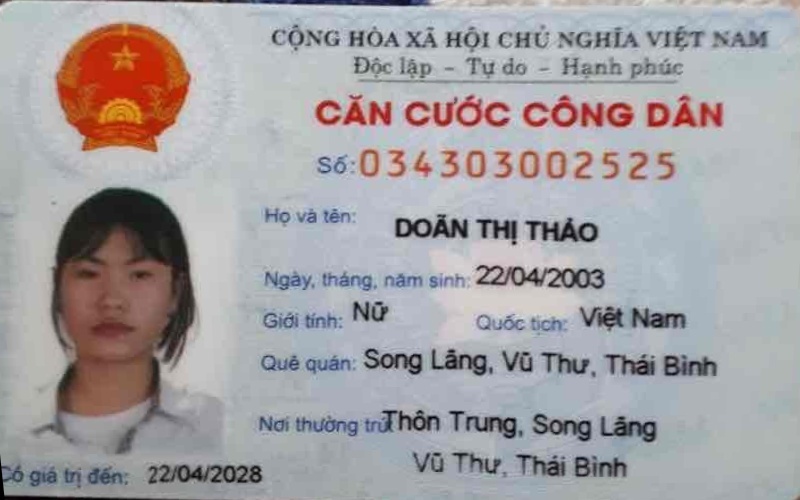 CỘNG HÒA XÃ HỘI CHỦ NGHĨA VIỆT NAM
Độc lập - Tự do - Hạnh phúc
CĂN CƯỚC CÔNG DÂN
Số: 034303002525
Họ và tên: DOÃN THỊ THẢO
Ngày, tháng, năm sinh: 22/04/2003
Giới tính: Nữ Quốc tịch: Việt Nam
Quê quán: Song Lãng, Vũ Thư, Thái Bình
Nơi thường trú: Thôn Trung, Song Lãng
Vũ Thư, Thái Bình
Có giá trị đến: 22/04/2028